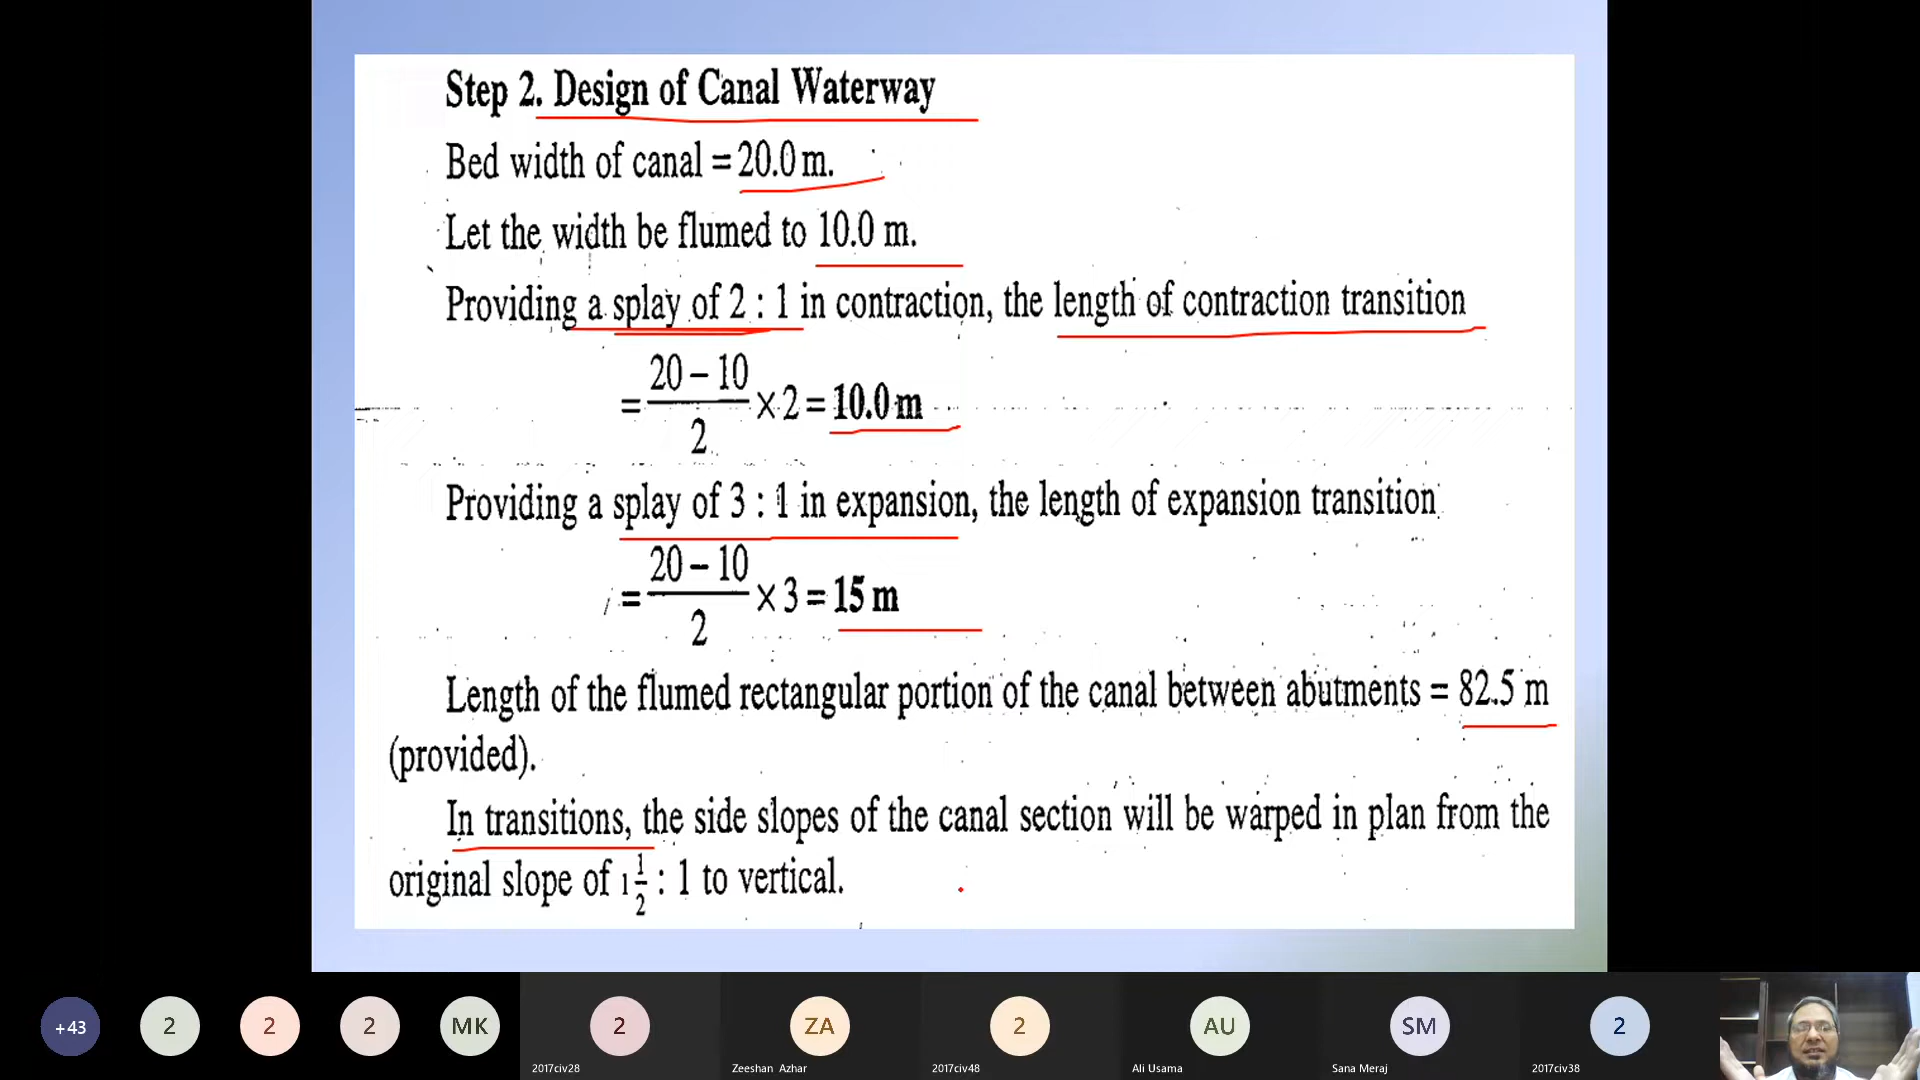 Step 2. Design of Canal Waterway
Bed width of canal = 20.0 m.
Let the width be flumed to 10.0 m.
Providing a splay of 2 : 1 in contraction, the length of contraction transition
= (20 – 10)/2 × 2 = 10.0 m
Providing a splay of 3 : 1 in expansion, the length of expansion transition
= (20 – 10)/2 × 3 = 15 m
Length of the flumed rectangular portion of the canal between abutments = 82.5 m
(provided).
In transitions, the side slopes of the canal section will be warped in plan from the
original slope of 1 1/2 : 1 to vertical.
+43 2 2 2 MK 2 ZA 2 AU SM 2
2017civ28 Zeeshan Azhar 2017civ48 Ali Usama Sana Meraj 2017civ38